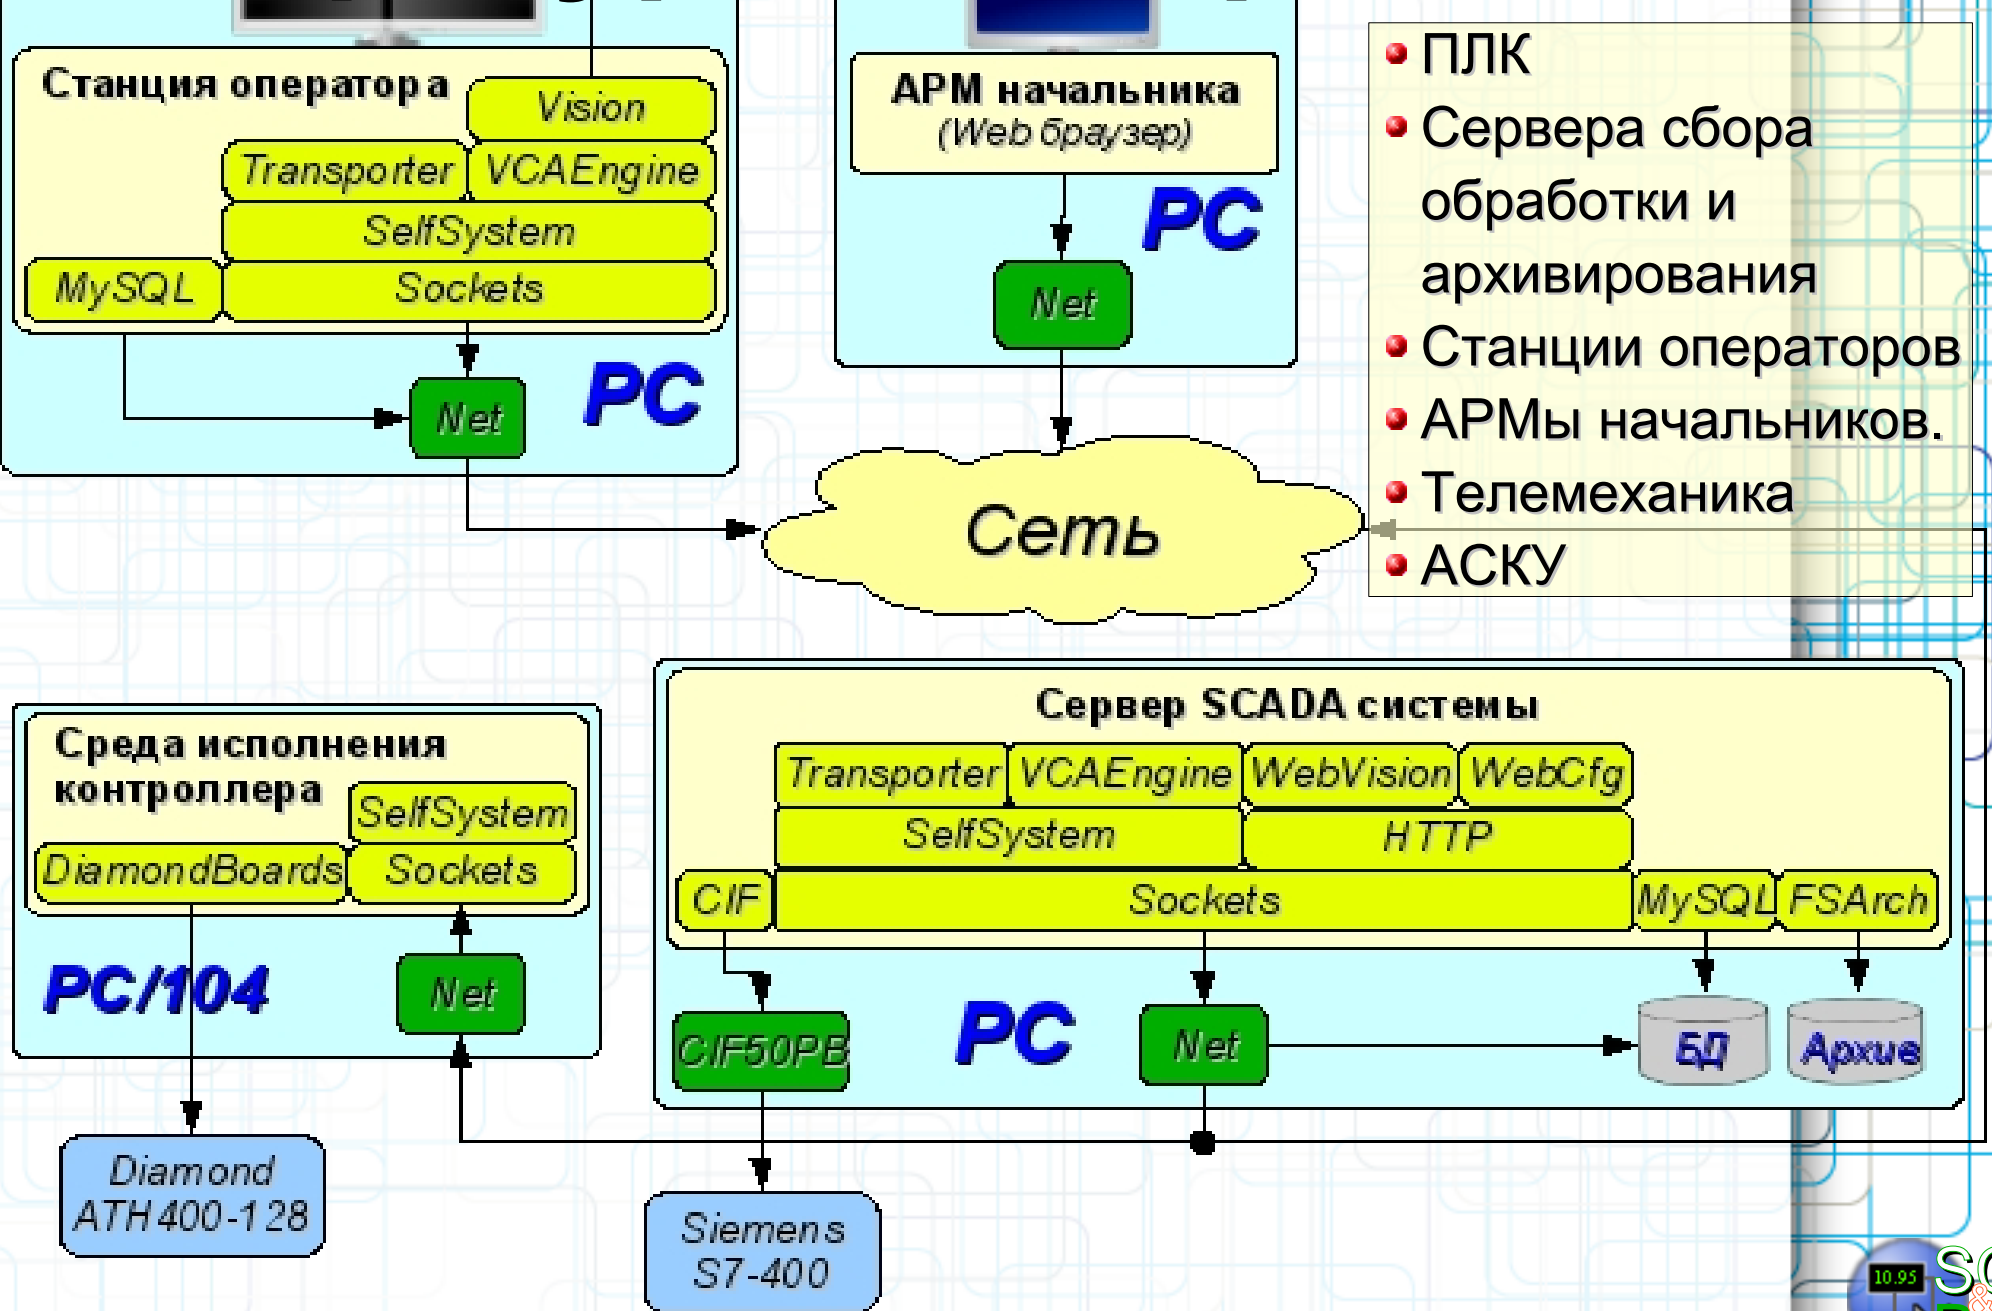 Станция оператора
Vision
Transporter
VCAEngine
SelfSystem
MySQL
Sockets
Net
PC
АРМ начальника
(Web браузер)
PC
Net
ПЛК
Сервера сбора
обработки и
архивирования
Станции операторов
АРМы начальников.
Телемеханика
АСКУ
Сеть
Среда исполнения
контроллера
SelfSystem
DiamondBoards
Sockets
PC/104
Net
Diamond
ATH400-128
Сервер SCADA системы
Transporter
VCAEngine
WebVision
WebCfg
SelfSystem
HTTP
CIF
Sockets
MySQL
FSArch
CIF50PB
PC
Net
БД
Архив
Siemens
S7-400
10.95